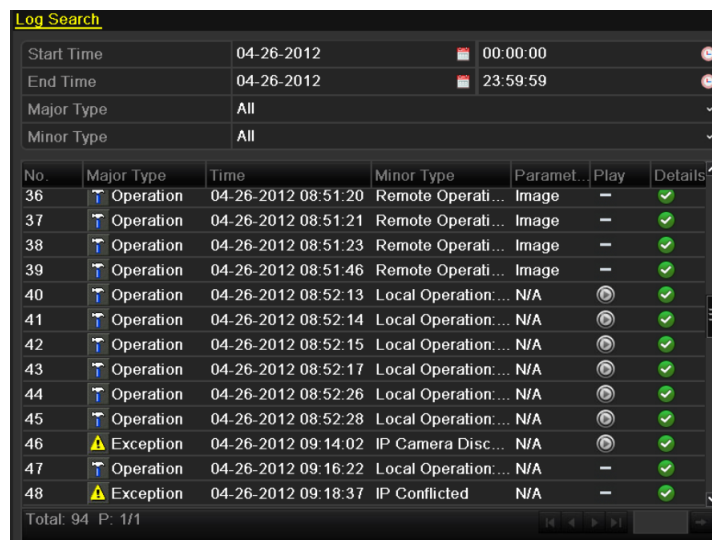 Log Search
Start Time 04-26-2012 00:00:00
End Time 04-26-2012 23:59:59
Major Type All
Minor Type All
No. Major Type Time Minor Type Paramet... Play Details
36 Operation 04-26-2012 08:51:20 Remote Operati... Image –
37 Operation 04-26-2012 08:51:21 Remote Operati... Image –
38 Operation 04-26-2012 08:51:23 Remote Operati... Image –
39 Operation 04-26-2012 08:51:46 Remote Operati... Image –
40 Operation 04-26-2012 08:52:13 Local Operation:... N/A
41 Operation 04-26-2012 08:52:14 Local Operation:... N/A
42 Operation 04-26-2012 08:52:15 Local Operation:... N/A
43 Operation 04-26-2012 08:52:17 Local Operation:... N/A
44 Operation 04-26-2012 08:52:26 Local Operation:... N/A
45 Operation 04-26-2012 08:52:28 Local Operation:... N/A
46 Exception 04-26-2012 09:14:02 IP Camera Disc... N/A
47 Operation 04-26-2012 09:16:22 Local Operation:... N/A –
48 Exception 04-26-2012 09:18:37 IP Conflicted N/A –
Total: 94 P: 1/1